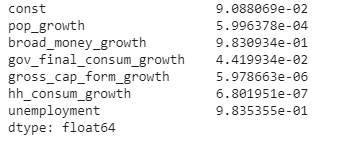 const 9.088069e-02
pop_growth 5.996378e-04
broad_money_growth 9.830934e-01
gov_final_consum_growth 4.419934e-02
gross_cap_form_growth 5.978663e-06
hh_consum_growth 6.801951e-07
unemployment 9.835355e-01
dtype: float64